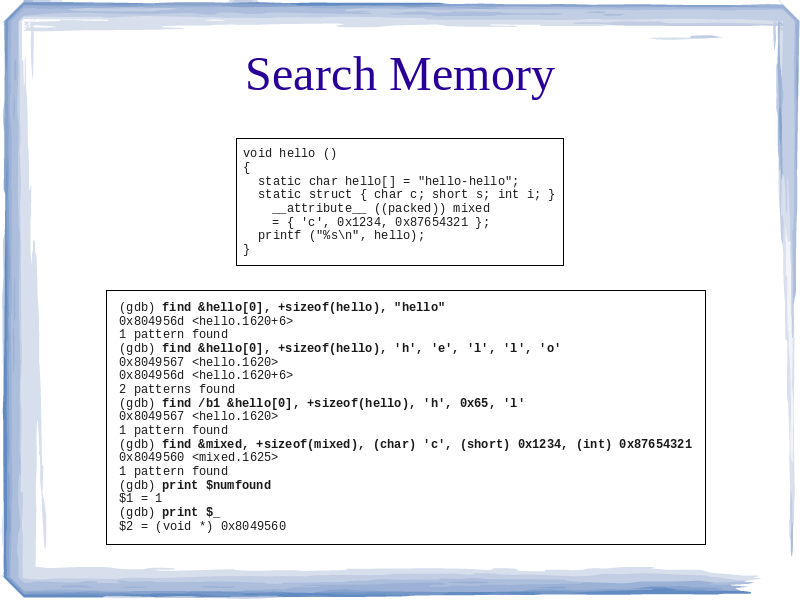 Search Memory
void hello ()
{
  static char hello[] = "hello-hello";
  static struct { char c; short s; int i; }
    __attribute__ ((packed)) mixed
    = { 'c', 0x1234, 0x87654321 };
  printf ("%s\n", hello);
}
(gdb) find &hello[0], +sizeof(hello), "hello"
0x804956d <hello.1620+6>
1 pattern found
(gdb) find &hello[0], +sizeof(hello), 'h', 'e', 'l', 'l', 'o'
0x8049567 <hello.1620>
0x804956d <hello.1620+6>
2 patterns found
(gdb) find /b1 &hello[0], +sizeof(hello), 'h', 0x65, 'l'
0x8049567 <hello.1620>
1 pattern found
(gdb) find &mixed, +sizeof(mixed), (char) 'c', (short) 0x1234, (int) 0x87654321
0x8049560 <mixed.1625>
1 pattern found
(gdb) print $numfound
$1 = 1
(gdb) print $_
$2 = (void *) 0x8049560